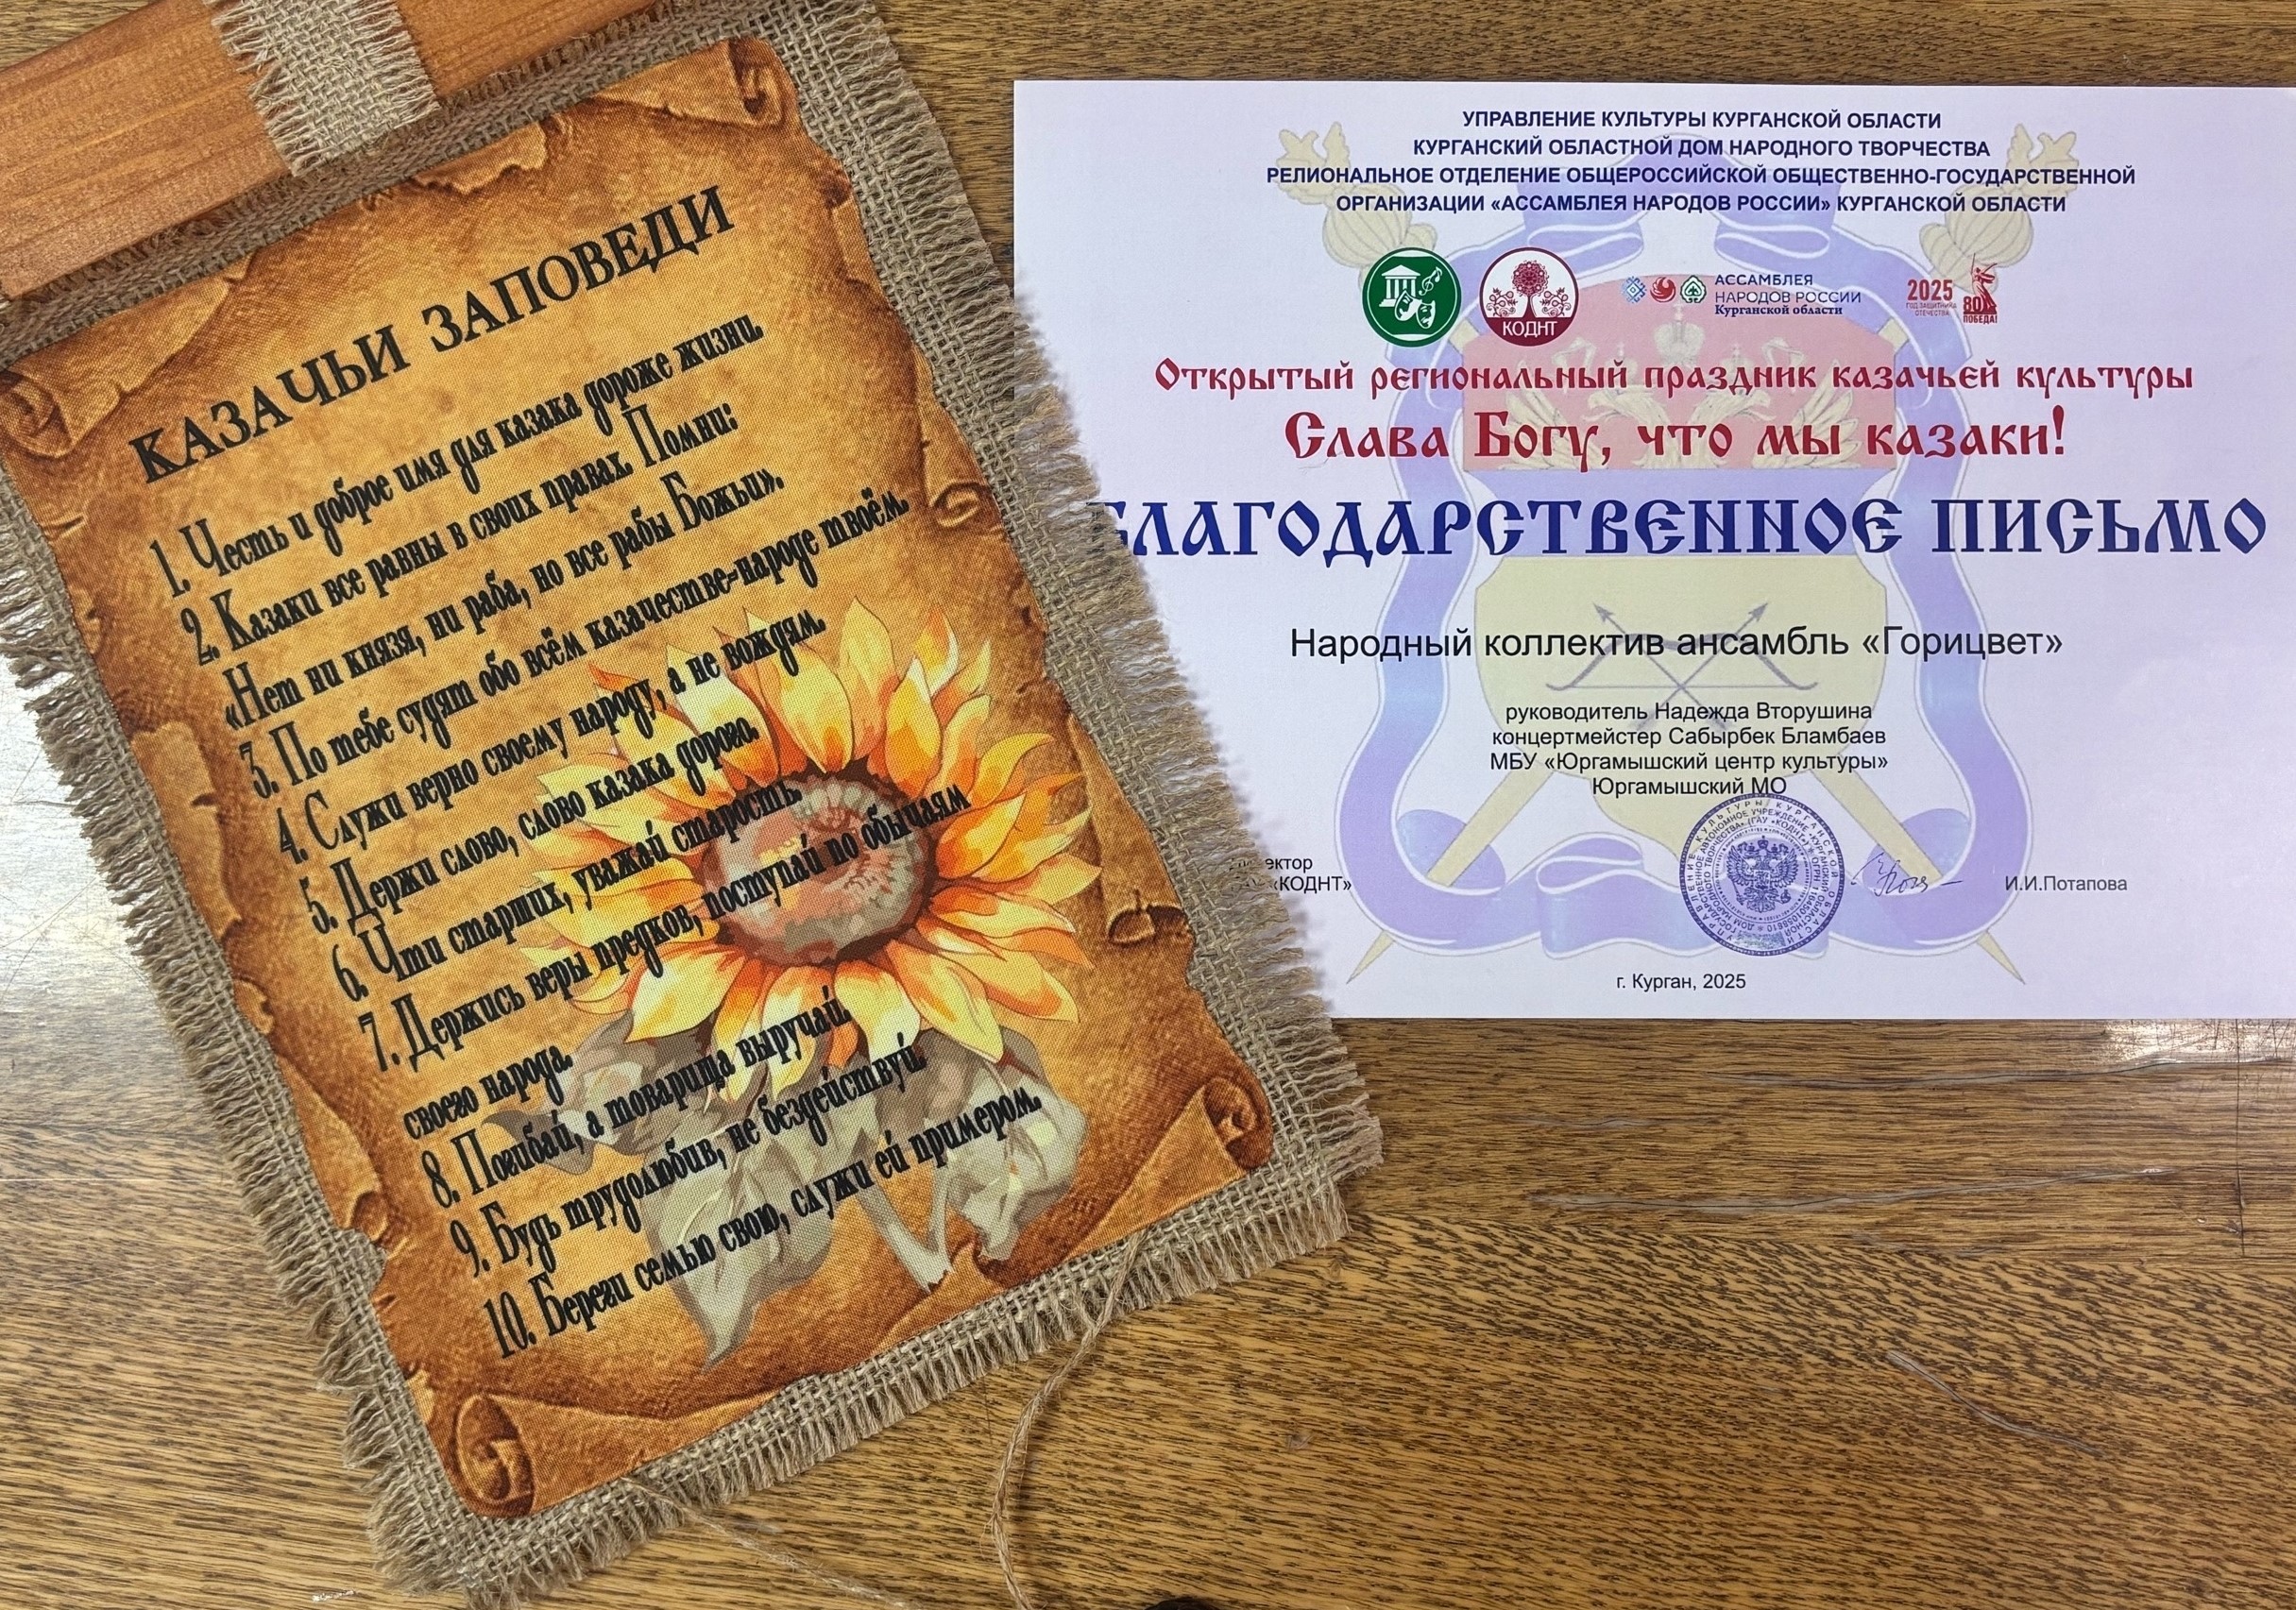 КАЗАЧЬИ ЗАПОВЕДИ
1. Честь и доброе имя для казака дороже жизни.
2. Казаки все равны в своих правах. Помни:
«Нет ни князя, ни раба, но все рабы Божьи».
3. По тебе судят обо всём казачестве-народе твоём.
4. Служи верно своему народу, а не вождям.
5. Держи слово, слово казака дорого.
6. Чти старших, уважай старость.
7. Держись веры предков, поступай по обычаям
своего народа.
8. Погибай, а товарища выручай.
9. Будь трудолюбив, не бездействуй.
10. Береги семью свою, служи ей примером.
УПРАВЛЕНИЕ КУЛЬТУРЫ КУРГАНСКОЙ ОБЛАСТИ
КУРГАНСКИЙ ОБЛАСТНОЙ ДОМ НАРОДНОГО ТВОРЧЕСТВА
РЕГИОНАЛЬНОЕ ОТДЕЛЕНИЕ ОБЩЕРОССИЙСКОЙ ОБЩЕСТВЕННО-ГОСУДАРСТВЕННОЙ
ОРГАНИЗАЦИИ «АССАМБЛЕЯ НАРОДОВ РОССИИ» КУРГАНСКОЙ ОБЛАСТИ
КОДНТ
АССАМБЛЕЯ
НАРОДОВ РОССИИ
Курганской области
2025
ГОД ЗАЩИТНИКА
ОТЕЧЕСТВА
80
ПОБЕДА!
Открытый региональный праздник казачьей культуры
Слава Богу, что мы казаки!
БЛАГОДАРСТВЕННОЕ ПИСЬМО
Народный коллектив ансамбль «Горицвет»
руководитель Надежда Вторушина
концертмейстер Сабырбек Бламбаев
МБУ «Юргамышский центр культуры»
Юргамышский МО
ектор
«КОДНТ»
И.И.Потапова
г. Курган, 2025